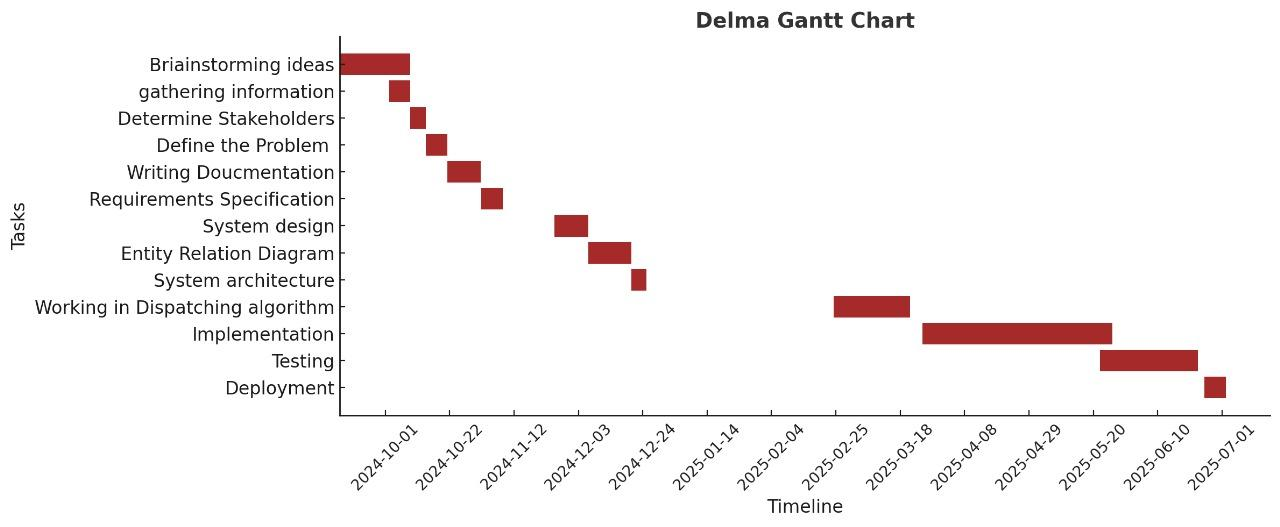 Delma Gantt Chart
Tasks
Briainstorming ideas
gathering information
Determine Stakeholders
Define the Problem
Writing Doucmentation
Requirements Specification
System design
Entity Relation Diagram
System architecture
Working in Dispatching algorithm
Implementation
Testing
Deployment
2024-10-01
2024-10-22
2024-11-12
2024-12-03
2024-12-24
2025-01-14
2025-02-04
2025-02-25
2025-03-18
2025-04-08
2025-04-29
2025-05-20
2025-06-10
2025-07-01
Timeline